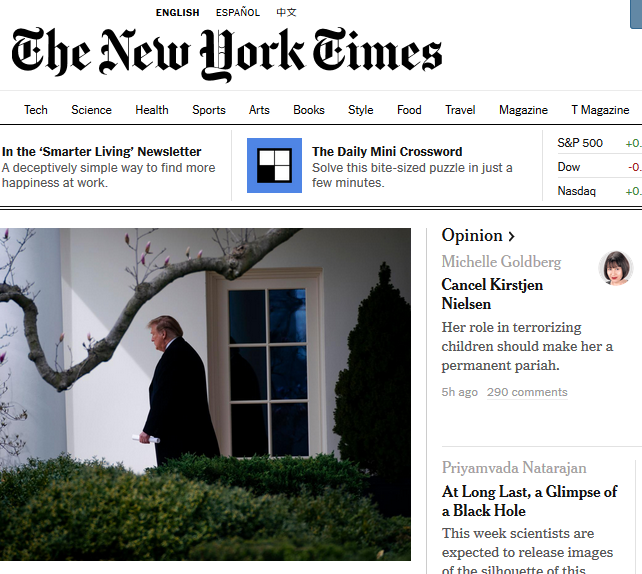 ENGLISH ESPAÑOL 中文
The New York Times
Tech Science Health Sports Arts Books Style Food Travel Magazine T Magazine
In the ‘Smarter Living’ Newsletter
A deceptively simple way to find more
happiness at work.
The Daily Mini Crossword
Solve this bite-sized puzzle in just a
few minutes.
S&P 500 +0.
Dow -0.
Nasdaq +0.
Opinion ›
Michelle Goldberg
Cancel Kirstjen
Nielsen
Her role in terrorizing
children should make her a
permanent pariah.
5h ago 290 comments
Priyamvada Natarajan
At Long Last, a Glimpse of
a Black Hole
This week scientists are
expected to release images
of the silhouette of this